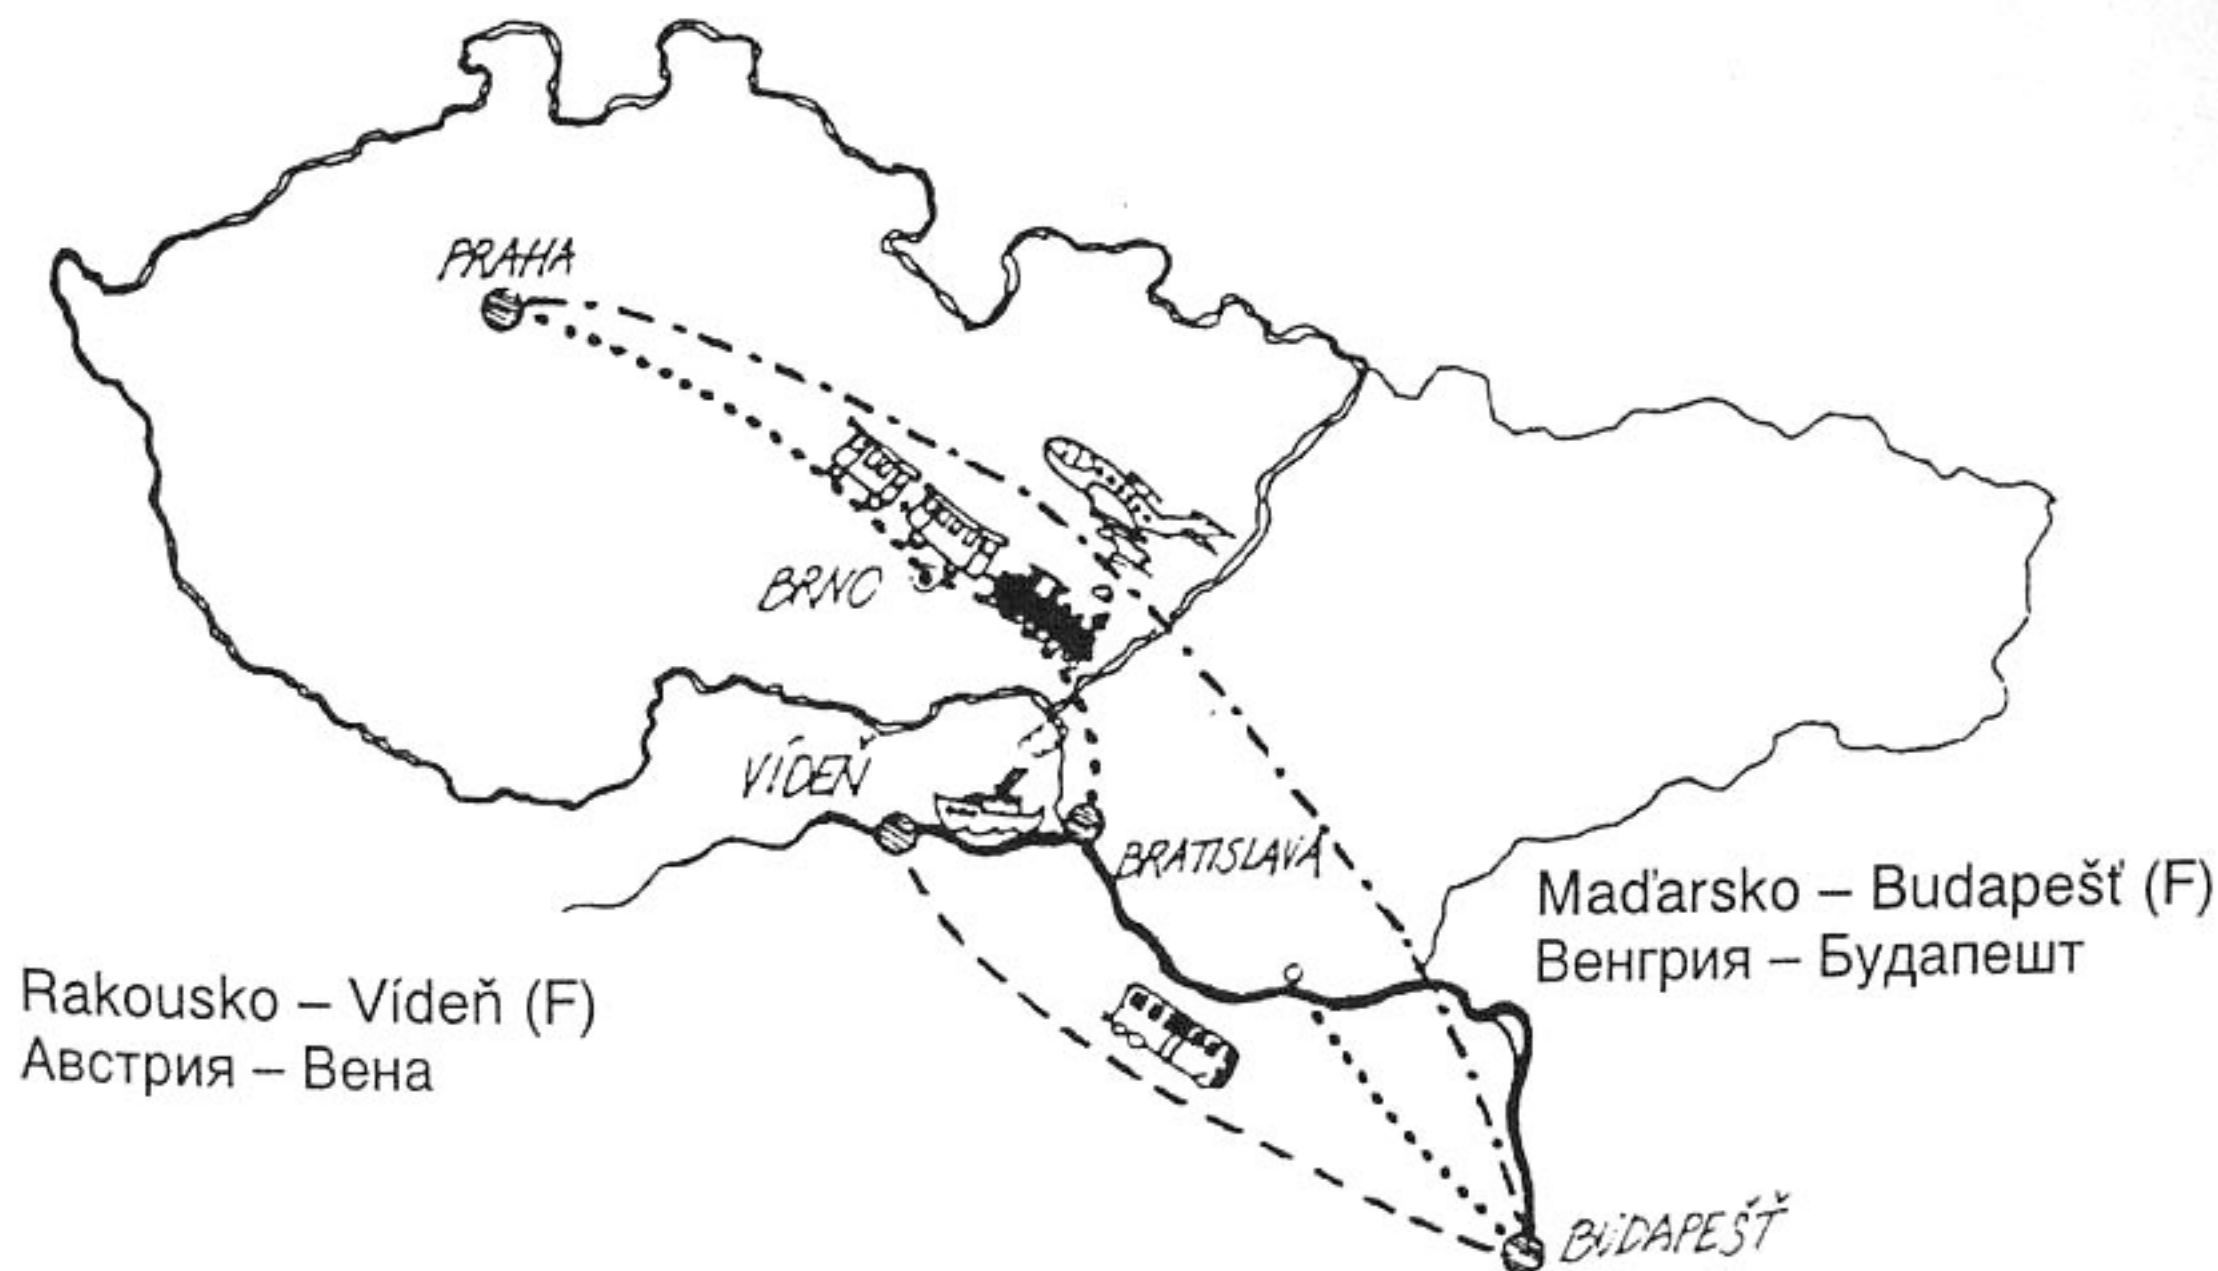 PRAHA
BRNO
VÍDEŇ
BRATISLAVA
Maďarsko – Budapešť (F)
Венгрия – Будапешт
Rakousko – Vídeň (F)
Австрия – Вена
BUDAPEŠŤ